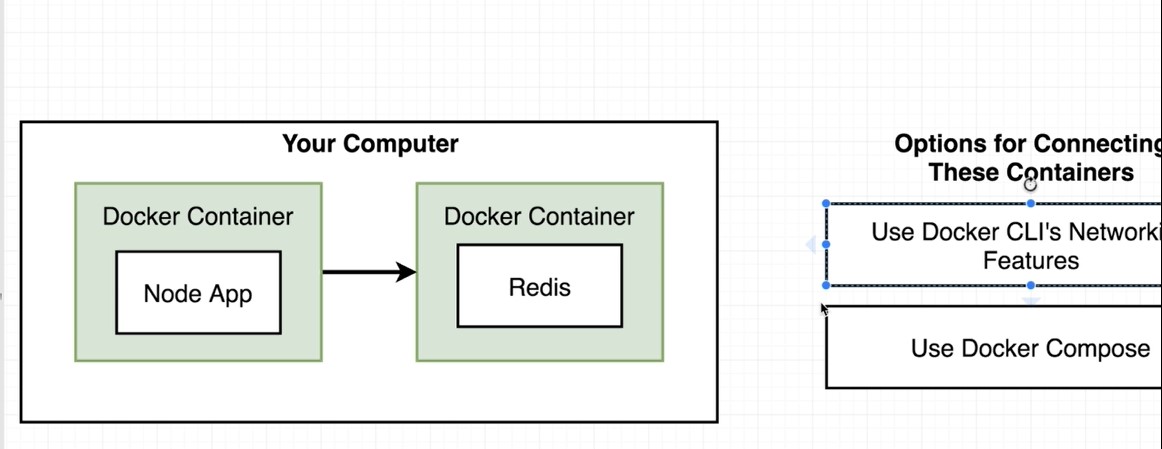 Your Computer
Docker Container
Node App
Docker Container
Redis
Options for Connecting
These Containers
Use Docker CLI's Networki
Features
Use Docker Compose